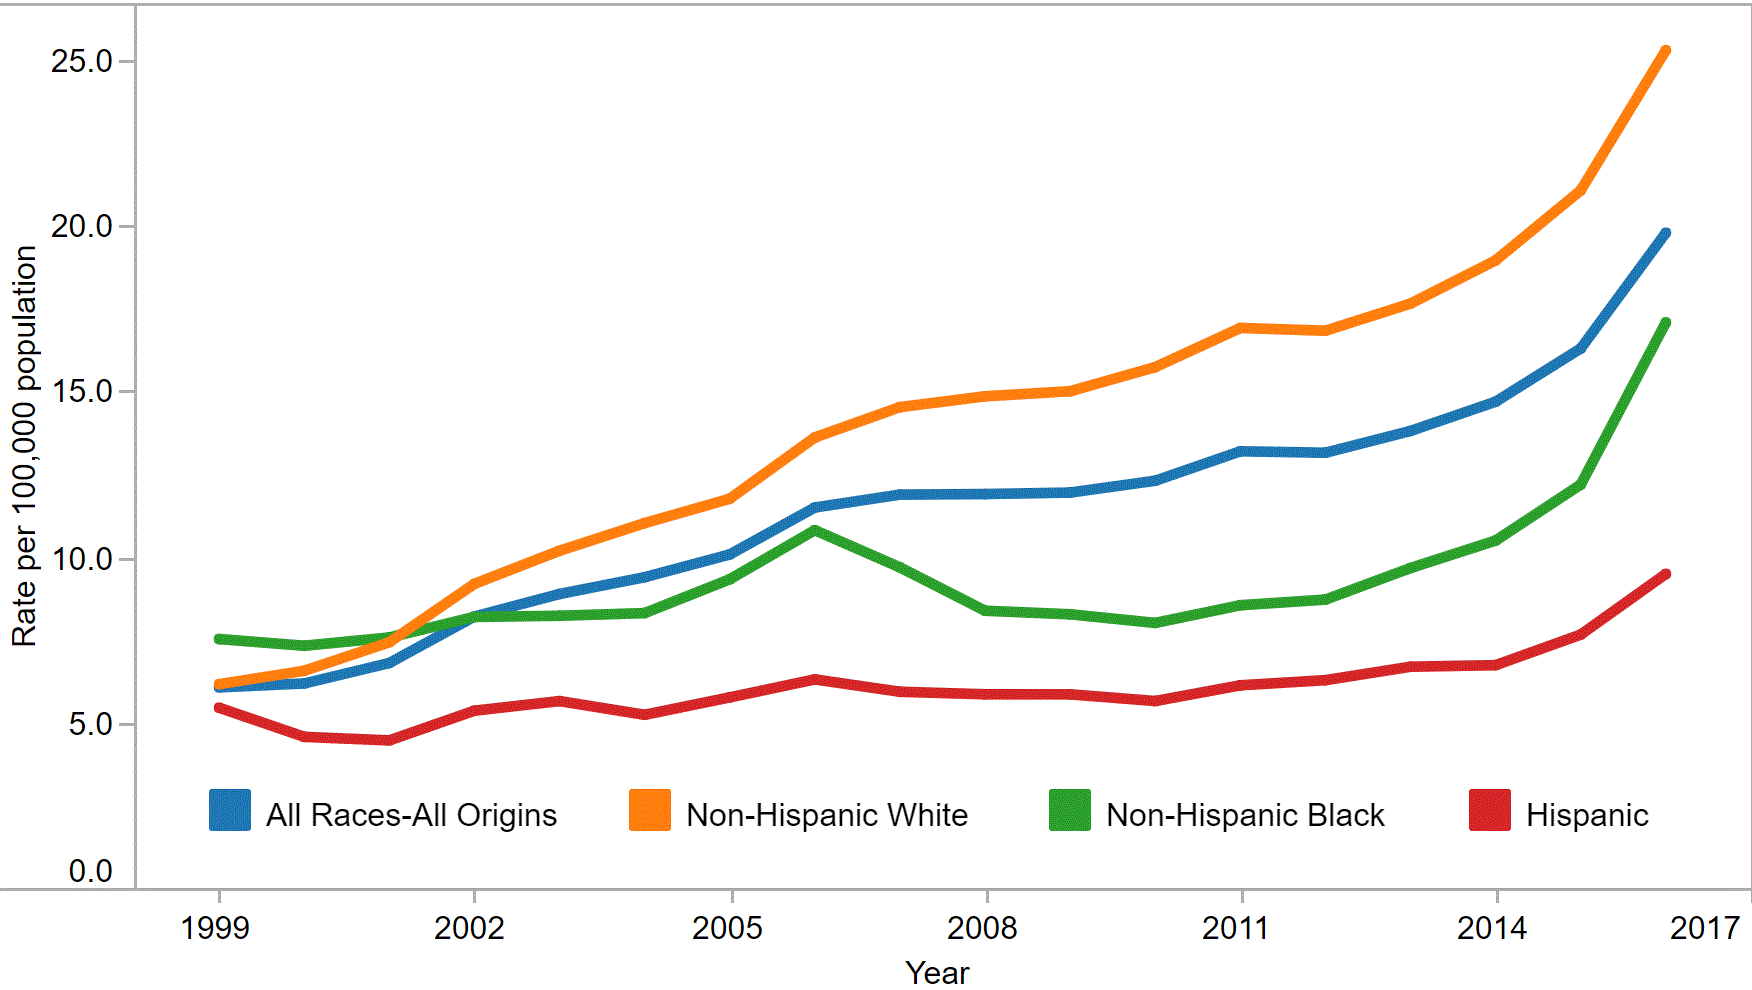 25.0
20.0
15.0
10.0
5.0
0.0
Rate per 100,000 population
All Races-All Origins Non-Hispanic White Non-Hispanic Black Hispanic
1999 2002 2005 2008 2011 2014 2017
Year